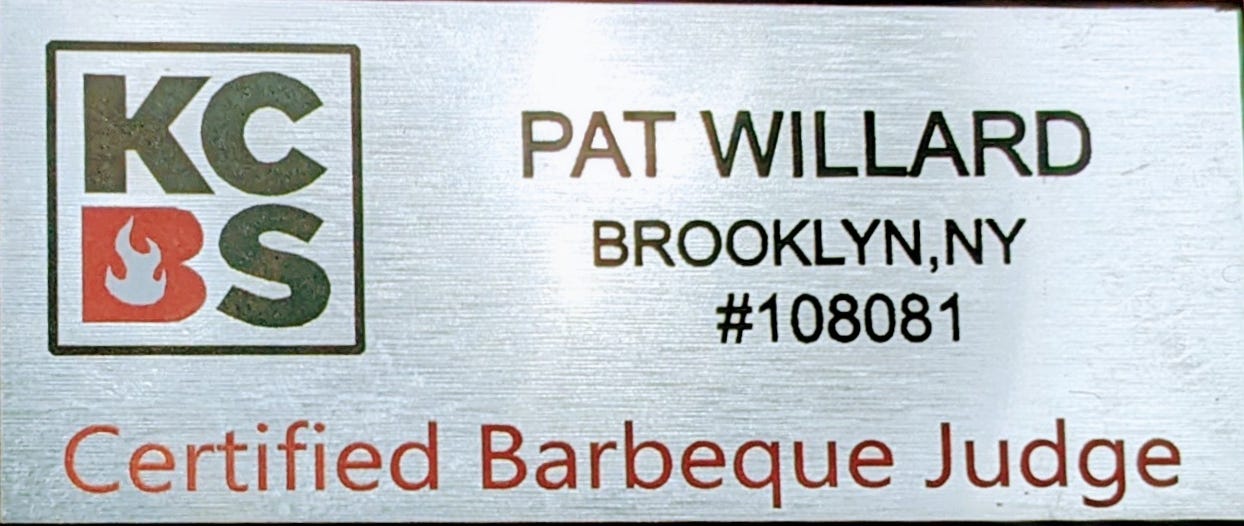 KC
BS
PAT WILLARD
BROOKLYN,NY
#108081
Certified Barbeque Judge